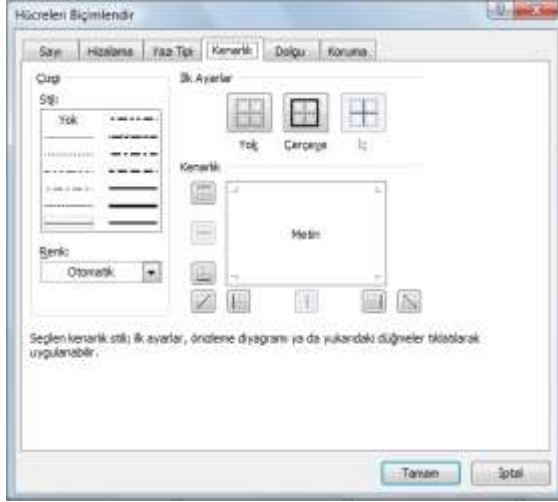 Hücreleri Biçimlendir
Sayı Hizalama Yazı Tipi Kenarlık Dolgu Koruma
Çizgi
Stil:
Yok
Renk:
Otomatik
İlk Ayarlar
Yok Çerçeve İç
Kenarlık
Metin
Seçilen kenarlık stili; ilk ayarlar, önizleme diyagramı ya da yukarıdaki düğmeler tıklatılarak
uygulanabilir.
Tamam İptal